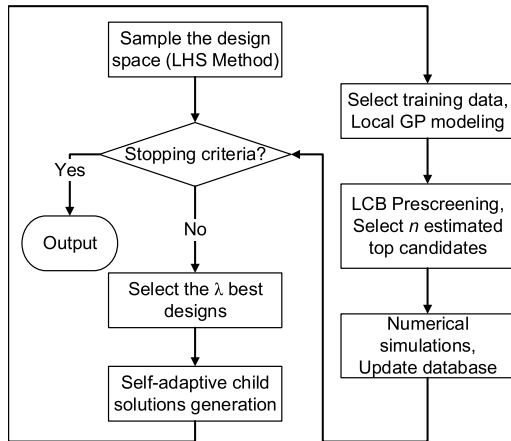 Sample the design
space (LHS Method)
Stopping criteria?
Yes
Output
No
Select the λ best
designs
Self-adaptive child
solutions generation
Select training data,
Local GP modeling
LCB Prescreening,
Select n estimated
top candidates
Numerical
simulations,
Update database